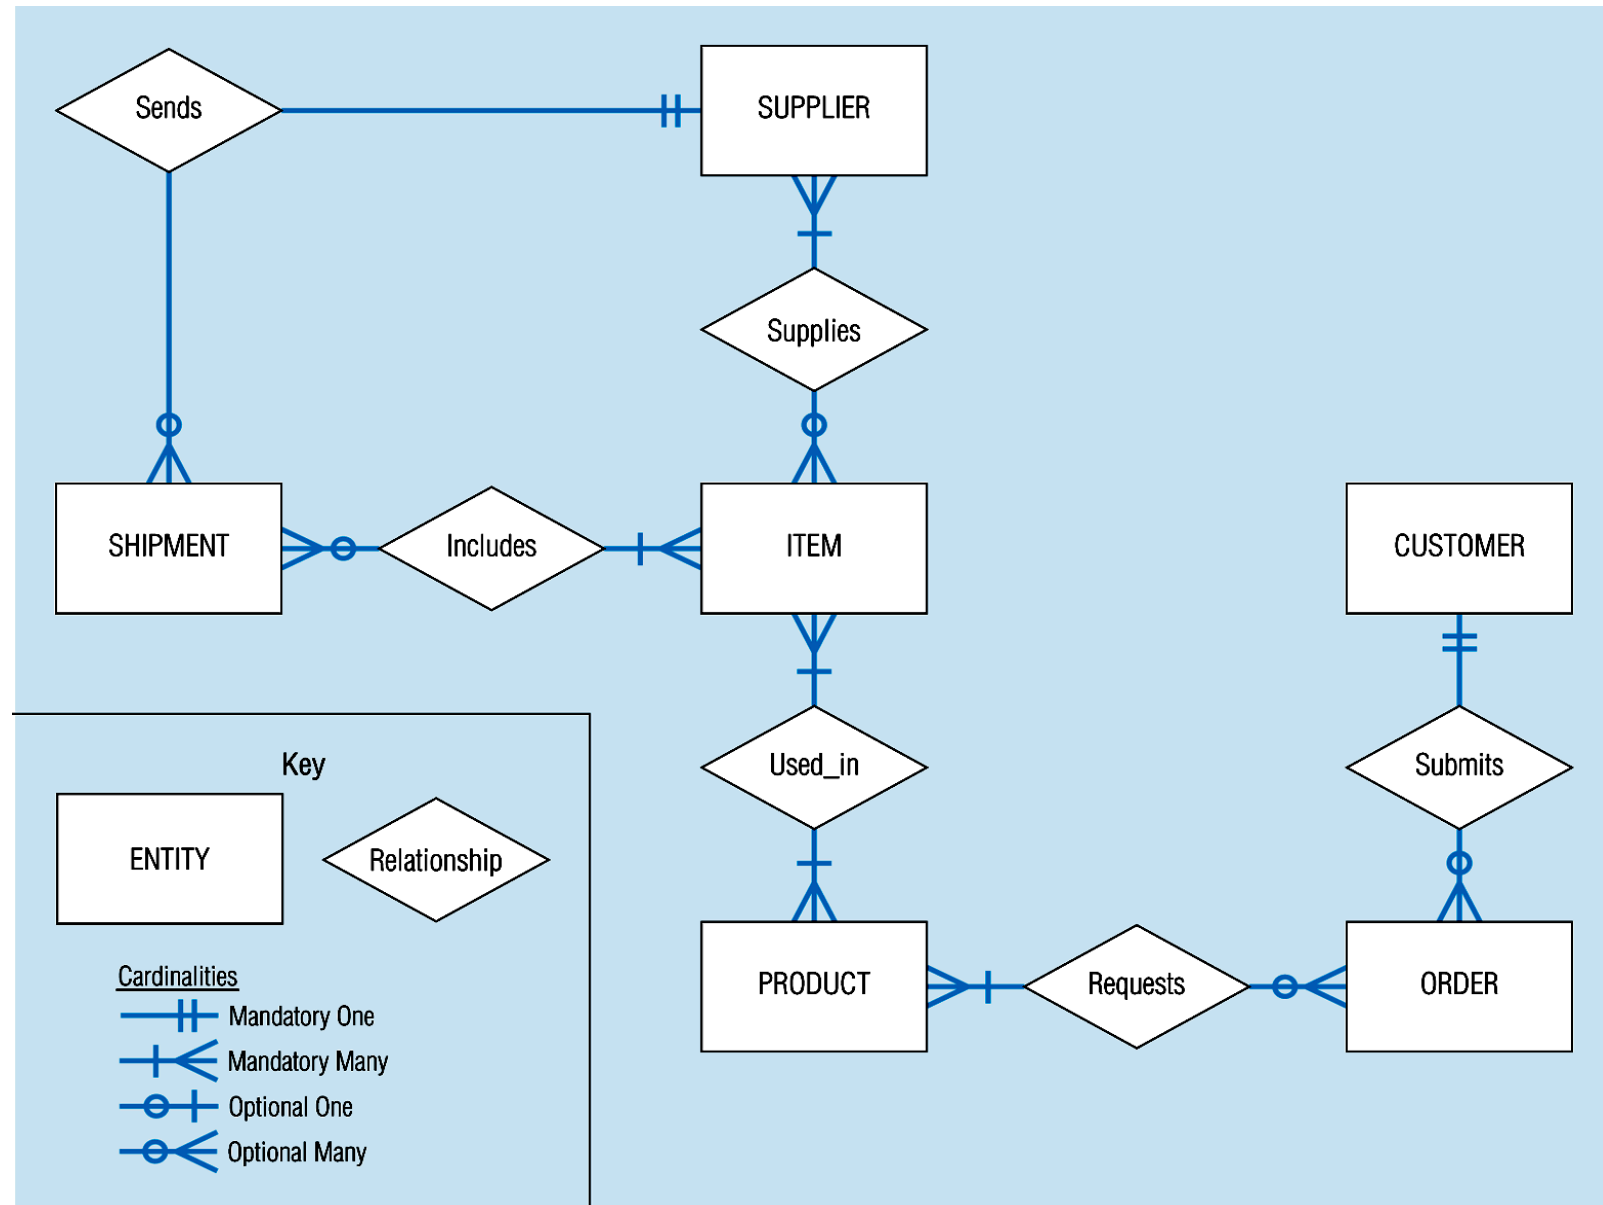 Sends
SUPPLIER
Supplies
SHIPMENT
Includes
ITEM
CUSTOMER
Used_in
Submits
PRODUCT
Requests
ORDER
Key
ENTITY
Relationship
Cardinalities
Mandatory One
Mandatory Many
Optional One
Optional Many